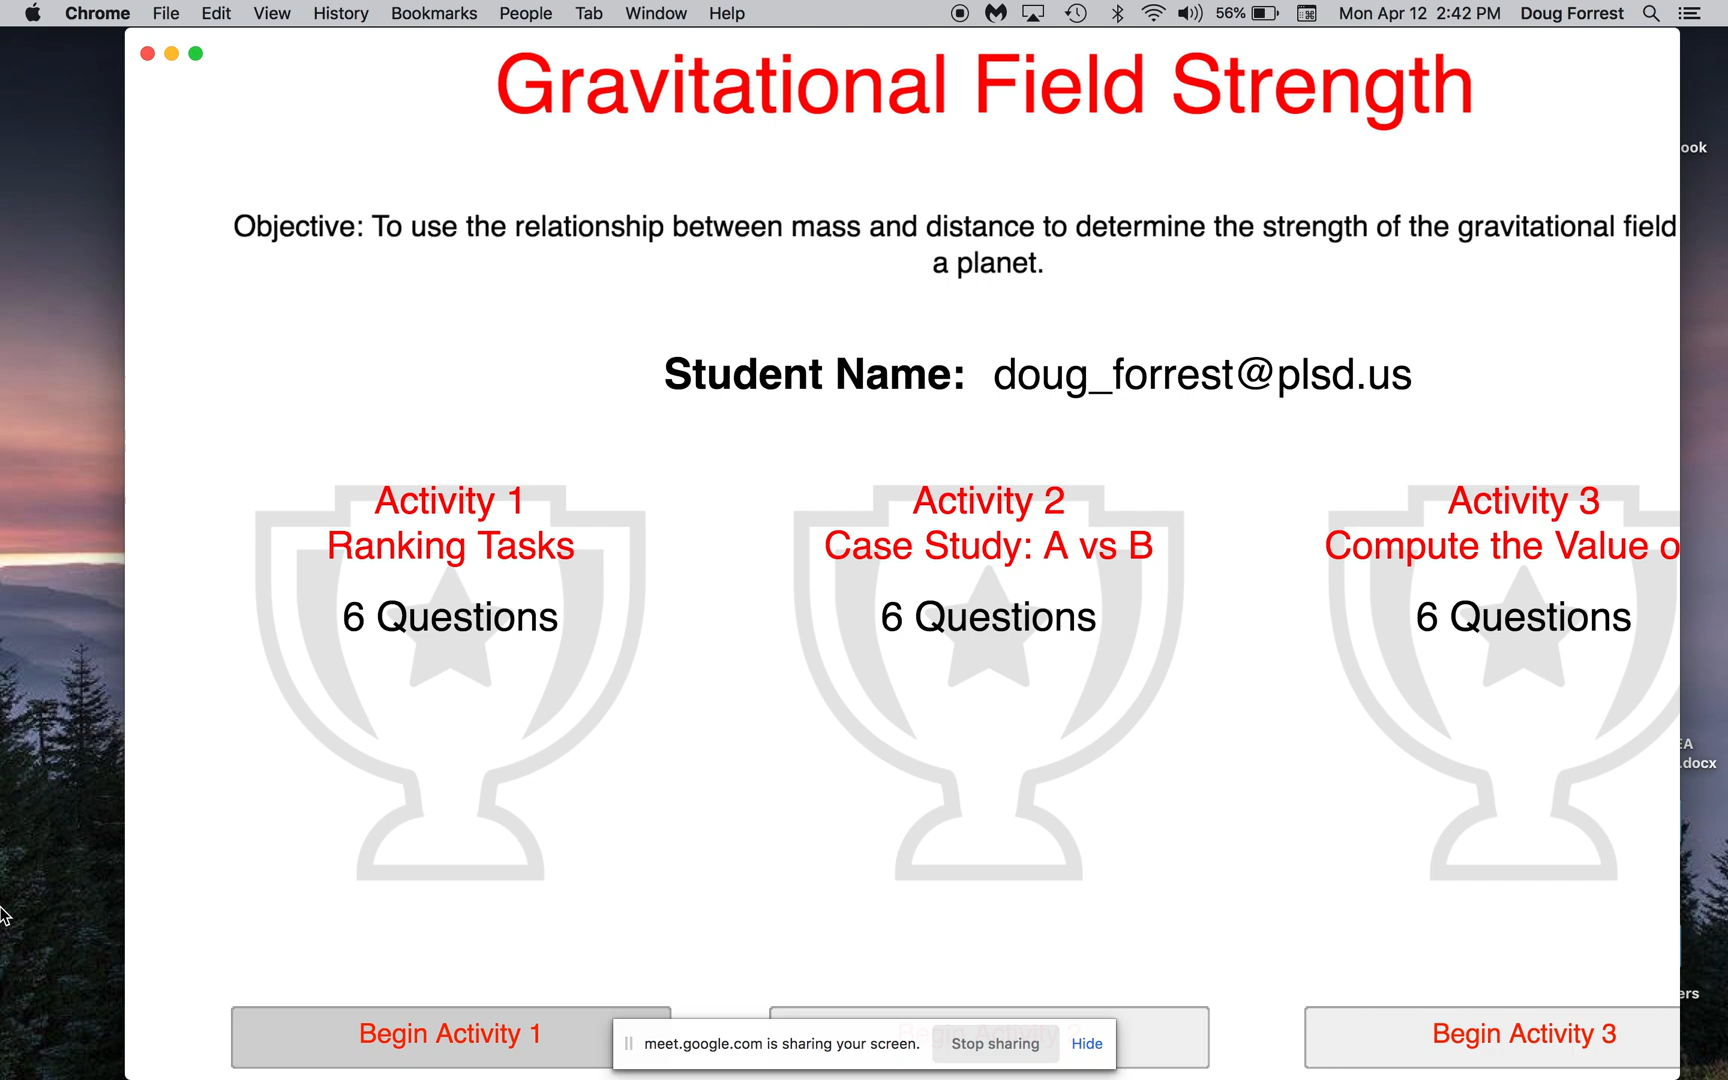 Chrome File Edit View History Bookmarks People Tab Window Help 56% Mon Apr 12 2:42 PM Doug Forrest
Gravitational Field Strength
ook
Objective: To use the relationship between mass and distance to determine the strength of the gravitational field
a planet.
Student Name: doug_forrest@plsd.us
Activity 1
Ranking Tasks
6 Questions
Activity 2
Case Study: A vs B
6 Questions
Activity 3
Compute the Value o
6 Questions
EA
.docx
ers
Begin Activity 1
Begin Activity 2
Begin Activity 3
meet.google.com is sharing your screen. Stop sharing Hide